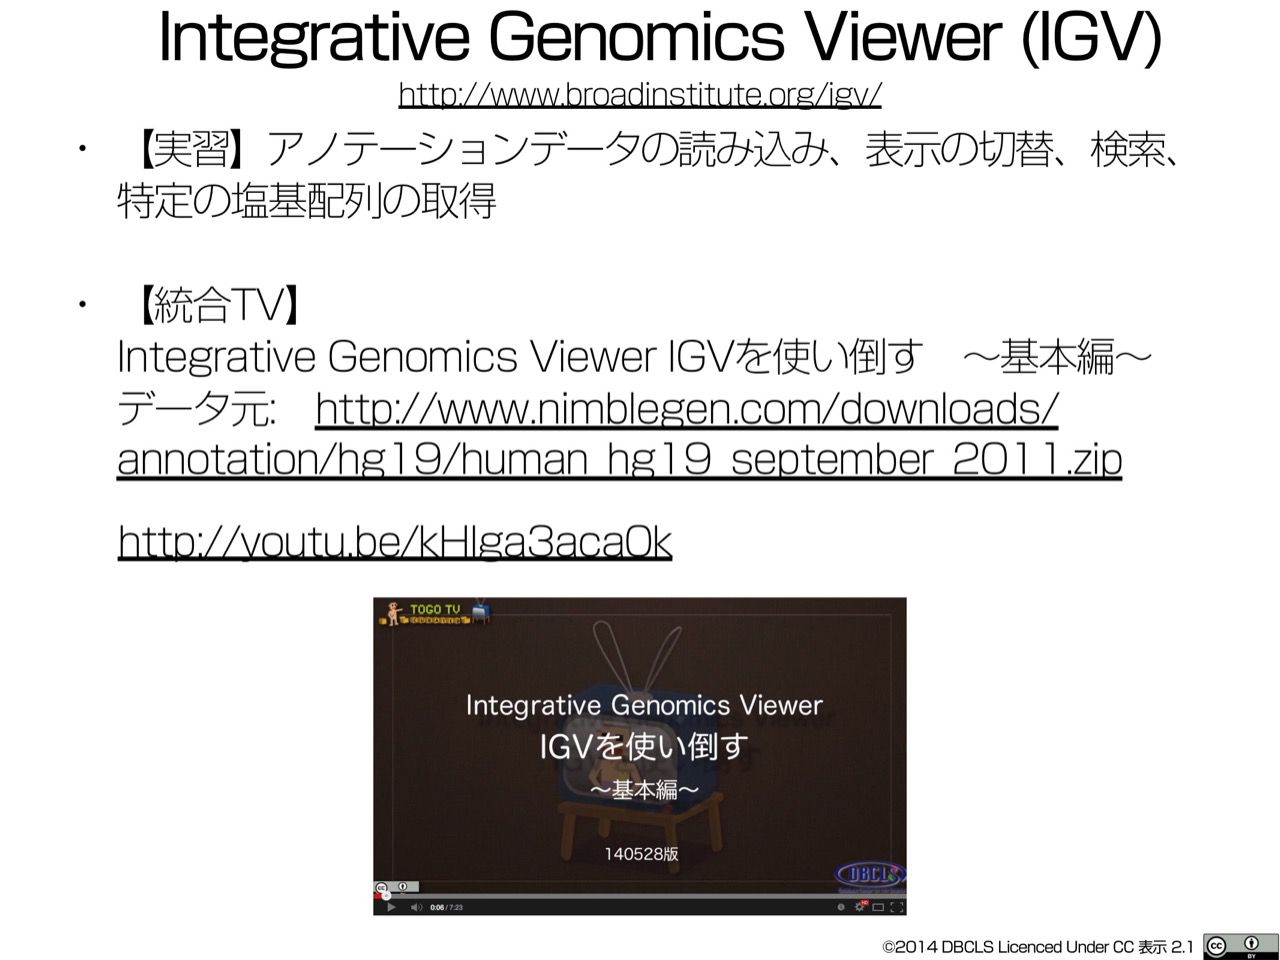 Integrative Genomics Viewer (IGV)
http://www.broadinstitute.org/igv/
・ 【実習】アノテーションデータの読み込み、表示の切替、検索、
特定の塩基配列の取得
・ 【統合TV】
Integrative Genomics Viewer IGVを使い倒す　～基本編～
データ元:　http://www.nimblegen.com/downloads/
annotation/hg19/human_hg19_september_2011.zip
http://youtu.be/kHlga3aca0k
TOGO TV
Integrative Genomics Viewer
IGVを使い倒す
～基本編～
140528版
DBCLS
cc
0:06 / 7:23
HD
©2014 DBCLS Licenced Under CC 表示 2.1
cc
BY